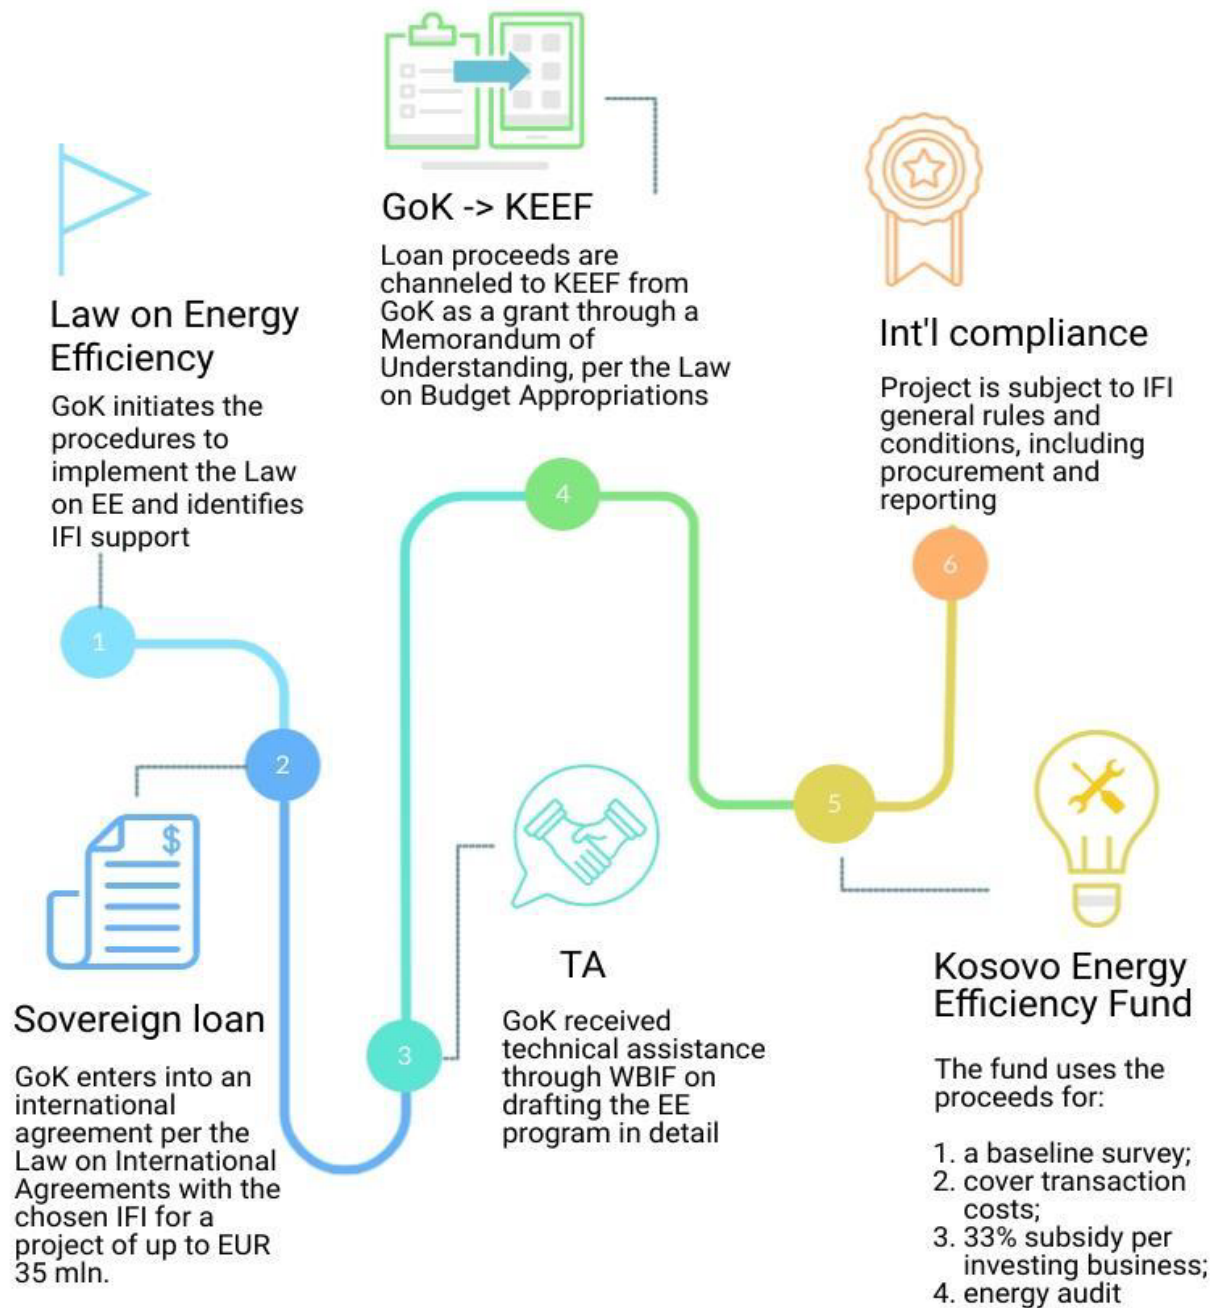 Law on Energy
Efficiency
GoK initiates the
procedures to
implement the Law
on EE and identifies
IFI support
1
2
$
Sovereign loan
GoK enters into an
international
agreement per the
Law on International
Agreements with the
chosen IFI for a
project of up to EUR
35 mln.
3
TA
GoK received
technical assistance
through WBIF on
drafting the EE
program in detail
GoK -> KEEF
Loan proceeds are
channeled to KEEF from
GoK as a grant through a
Memorandum of
Understanding, per the Law
on Budget Appropriations
4
5
Kosovo Energy
Efficiency Fund
The fund uses the
proceeds for:
1. a baseline survey;
2. cover transaction
costs;
3. 33% subsidy per
investing business;
4. energy audit
Int'l compliance
Project is subject to IFI
general rules and
conditions, including
procurement and
reporting
6